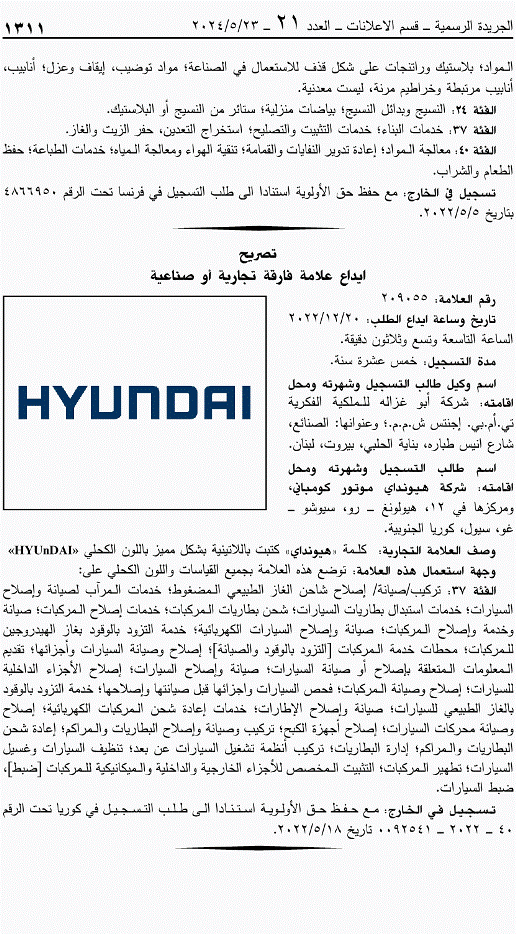 الجريدة الرسمية – قسم الاعلانات – العدد ٢١ – ٢٠٢٤/٥/٢٣
١٣١١
المواد؛ بلاستيك وراتنجات على شكل قذف للاستعمال في الصناعة؛ مواد توضيب، إيقاف وعزل؛ أنابيب،
أنابيب مرتبطة وخراطيم مرنة، ليست معدنية.
الفئة ٢٤: النسيج وبدائل النسيج؛ بياضات منزلية؛ ستائر من النسيج أو البلاستيك.
الفئة ٣٧: خدمات البناء؛ خدمات التثبيت والتصليح؛ استخراج التعدين، حفر الزيت والغاز.
الفئة ٤٠: معالجة المواد؛ إعادة تدوير النفايات والقمامة؛ تنقية الهواء ومعالجة المياه؛ خدمات الطباعة؛ حفظ
الطعام والشراب.
تسجيل في الخارج: مع حفظ حق الأولوية استنادا الى طلب التسجيل في فرنسا تحت الرقم ٤٨٦٦٩٥٠
بتاريخ ٢٠٢٢/٥/٥.
تصريح
ايداع علامة فارقة تجارية أو صناعية
رقم العلامة: ٢٠٩٠٥٥
تاريخ وساعة ايداع الطلب: ٢٠٢٢/١٢/٢٠
الساعة التاسعة وتسع وثلاثون دقيقة.
مدة التسجيل: خمس عشرة سنة.
اسم وكيل طالب التسجيل وشهرته ومحل
اقامته: شركة أبو غزاله للملكية الفكرية
تي.أم.بي. إجنتس ش.م.م.؛ وعنوانها: الصنائع،
شارع انيس طباره، بناية الحلبي، بيروت، لبنان.
اسم طالب التسجيل وشهرته ومحل
اقامته: شركة هيونداي موتور كومباني،
ومركزها في ١٢، هيولونغ – رو، سيوشو –
غو، سيول، كوريا الجنوبية.
HYUNDAI
وصف العلامة التجارية: كلمة «هيونداي» كتبت باللاتينية بشكل مميز باللون الكحلي «HYUnDAI»
وجهة استعمال هذه العلامة: توضع هذه العلامة بجميع القياسات واللون الكحلي على:
الفئة ٣٧: تركيب/صيانة/ إصلاح شاحن الغاز الطبيعي المضغوط؛ خدمات المرآب لصيانة وإصلاح
السيارات؛ خدمات استبدال بطاريات السيارات؛ شحن بطاريات المركبات؛ خدمات إصلاح المركبات؛ صيانة
وخدمة وإصلاح المركبات؛ صيانة وإصلاح السيارات الكهربائية؛ خدمة التزود بالوقود بغاز الهيدروجين
للمركبات؛ محطات خدمة المركبات [التزود بالوقود والصيانة]؛ إصلاح وصيانة السيارات وأجزائها؛ تقديم
المعلومات المتعلقة بإصلاح أو صيانة السيارات؛ صيانة وإصلاح السيارات؛ إصلاح الأجزاء الداخلية
للسيارات؛ إصلاح وصيانة المركبات؛ فحص السيارات واجزائها قبل صيانتها وإصلاحها؛ خدمة التزود بالوقود
بالغاز الطبيعي للسيارات؛ صيانة وإصلاح الإطارات؛ خدمات إعادة شحن المركبات الكهربائية؛ إصلاح
وصيانة محركات السيارات؛ إصلاح أجهزة الكبح؛ تركيب وصيانة وإصلاح البطاريات والمراكم؛ إعادة شحن
البطاريات والمراكم؛ إدارة البطاريات؛ تركيب أنظمة تشغيل السيارات عن بعد؛ تنظيف السيارات وغسيل
السيارات؛ تطهير المركبات؛ التثبيت المخصص للأجزاء الخارجية والداخلية والميكانيكية للمركبات [ضبط]،
ضبط السيارات.
تسجيل في الخارج: مع حفظ حق الأولوية استنادا الى طلب التسجيل في كوريا تحت الرقم
٤٠ – ٢٠٢٢ – ٠٠٩٢٥٤١ تاريخ ٢٠٢٢/٥/١٨.